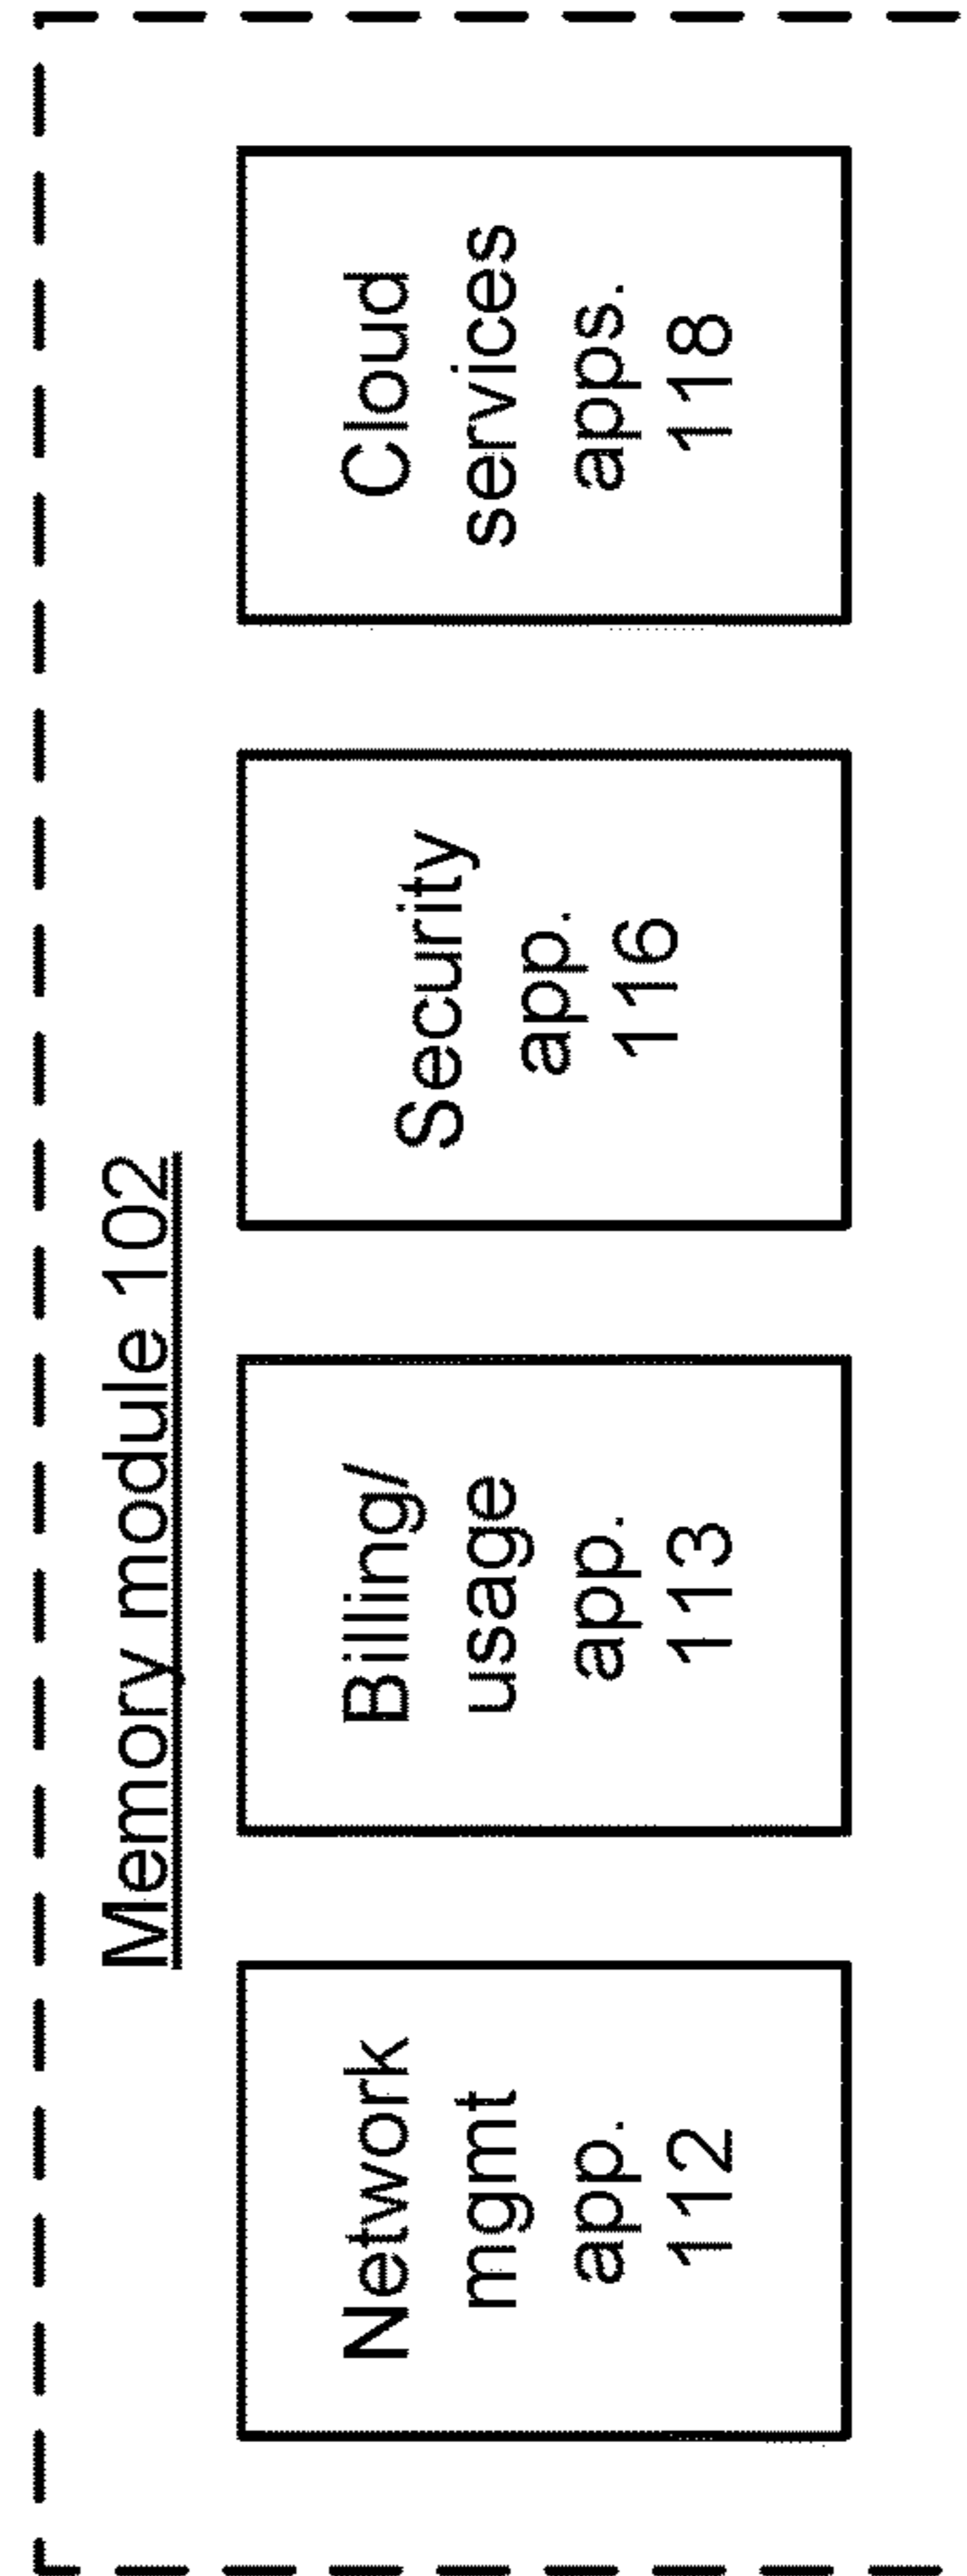 Memory module 102
Network
mgmt
app.
112
Billing/
usage
app.
113
Security
app.
116
Cloud
services
apps.
118